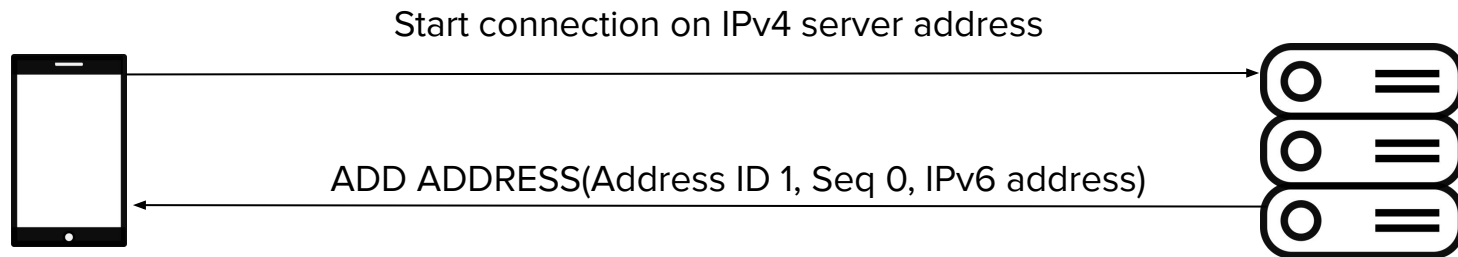 Start connection on IPv4 server address
ADD ADDRESS(Address ID 1, Seq 0, IPv6 address)